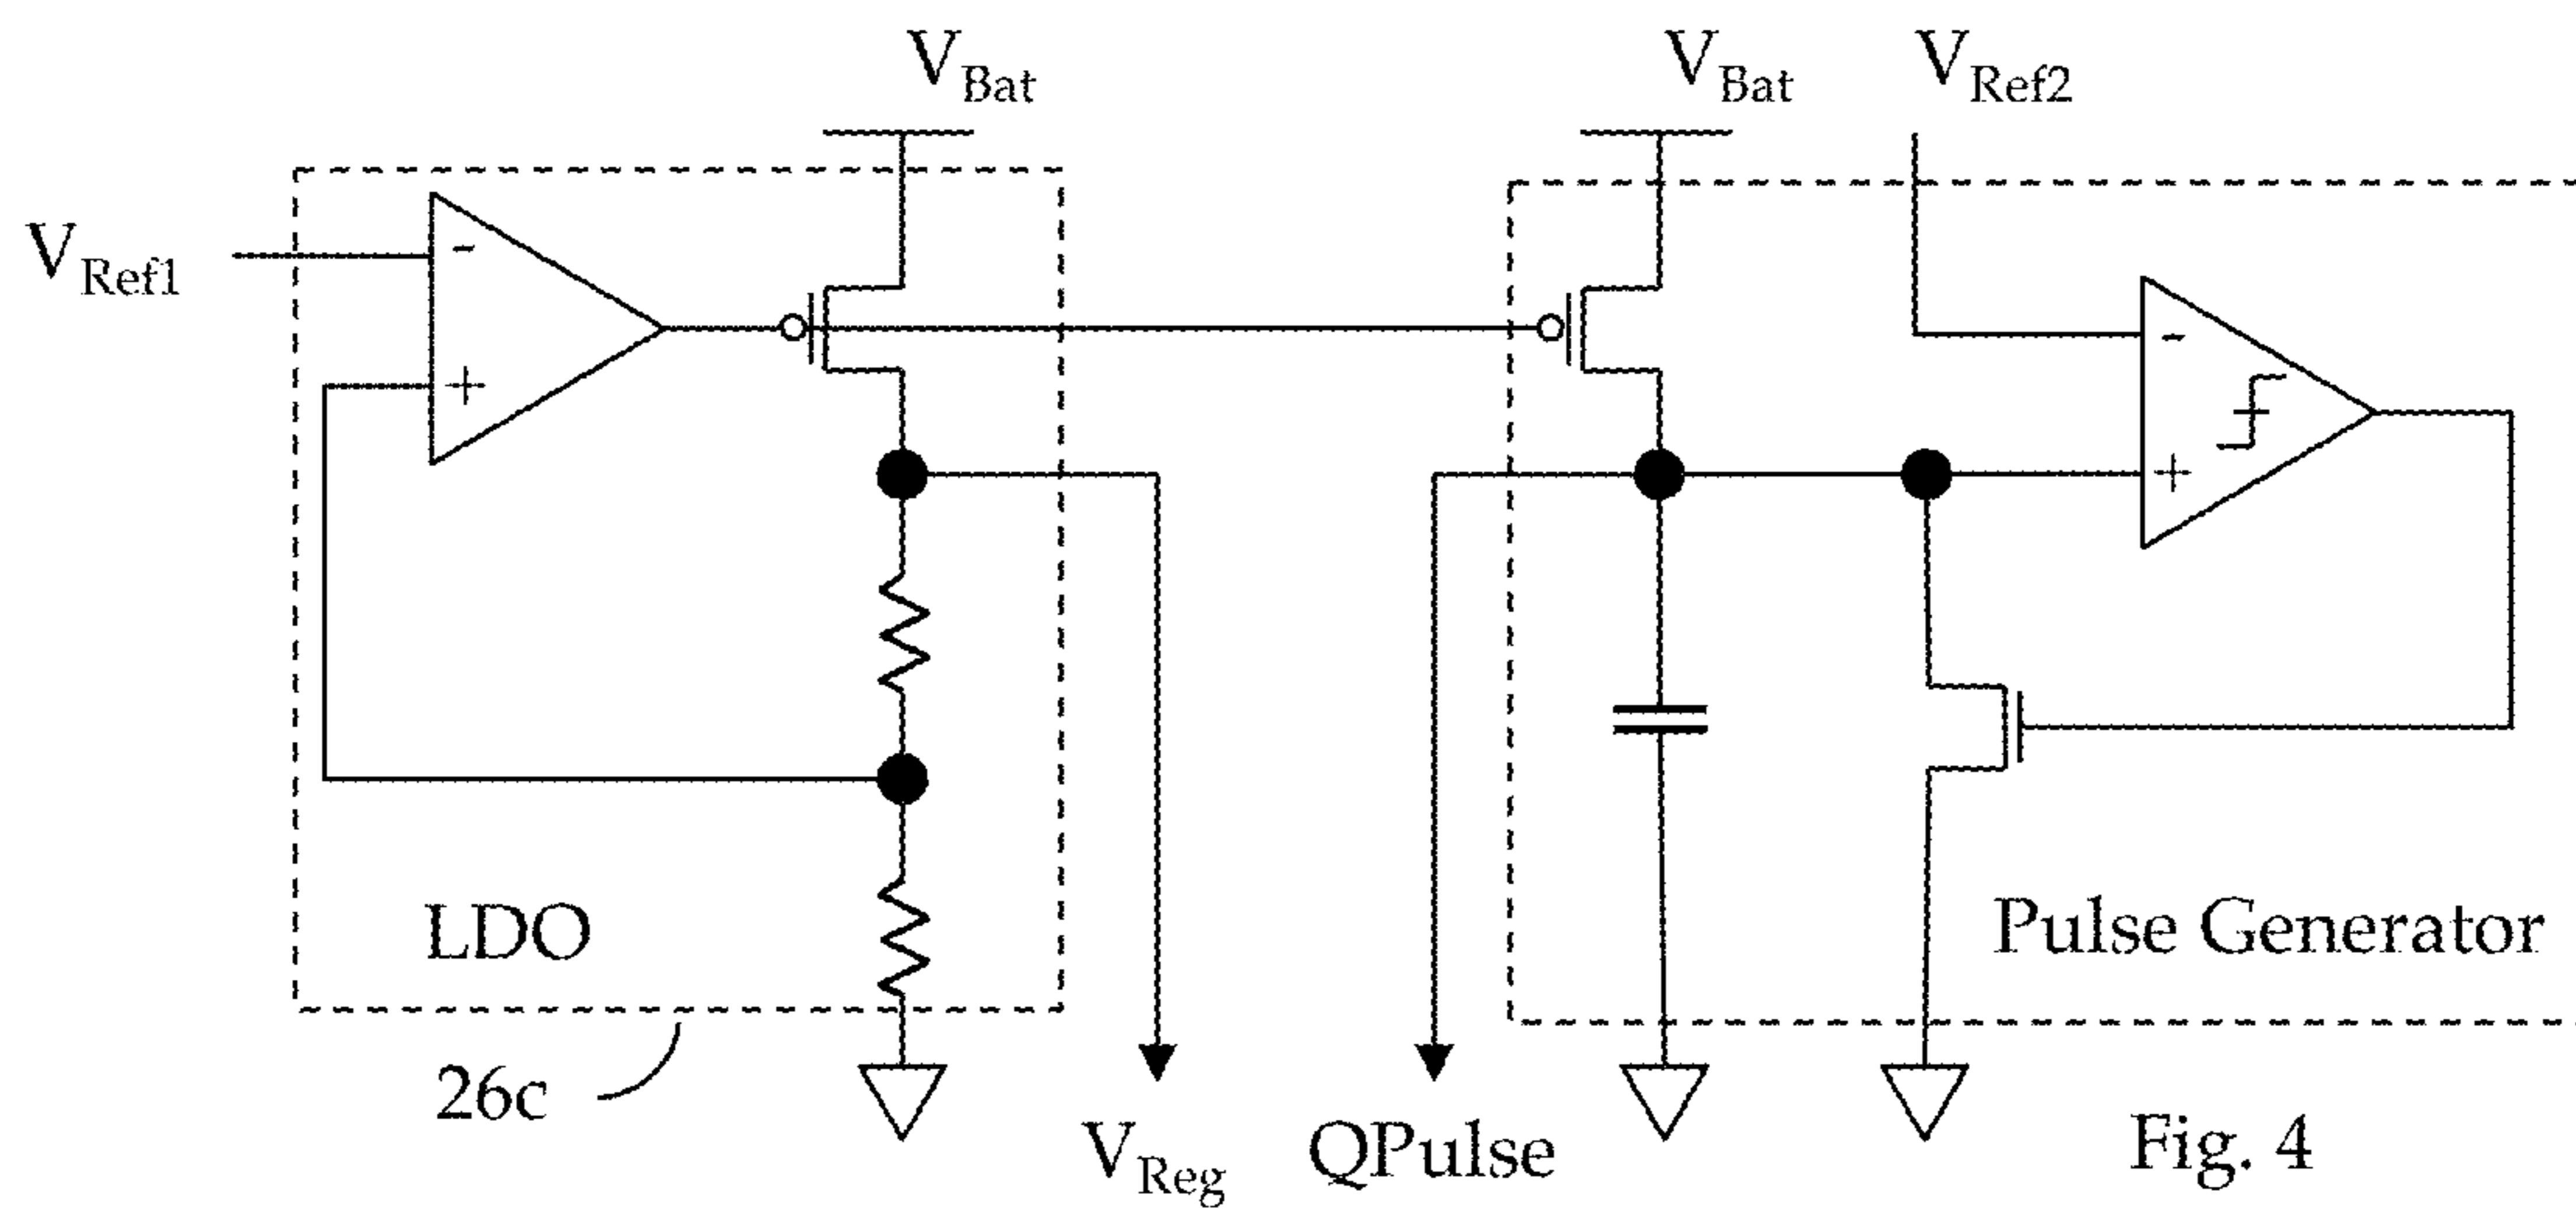 V_Bat
V_Bat
V_Ref2
V_Ref1
-
+
-
+
LDO
Pulse Generator
26c
V_Reg
QPulse
Fig. 4